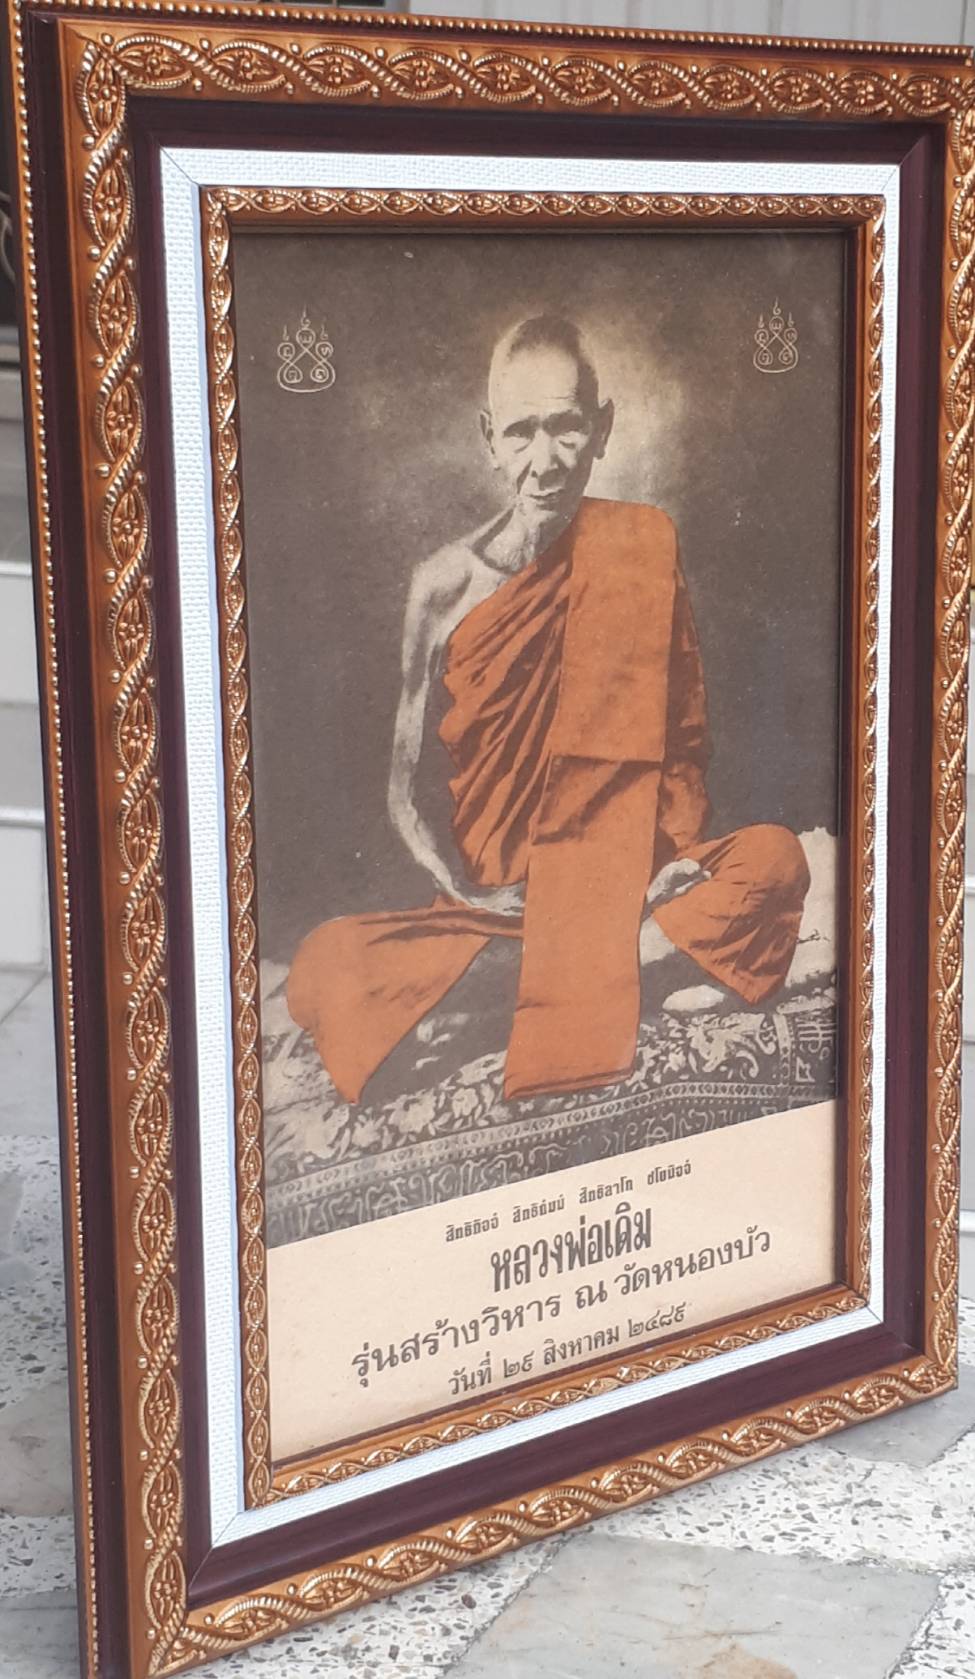 สิทธิกิจจํ สิทธิกัมมํ สิทธิลาโภ ชโยนิจจํ
หลวงพ่อเดิม
รุ่นสร้างวิหาร ณ วัดหนองบัว
วันที่ ๒๙ สิงหาคม ๒๔๘๙